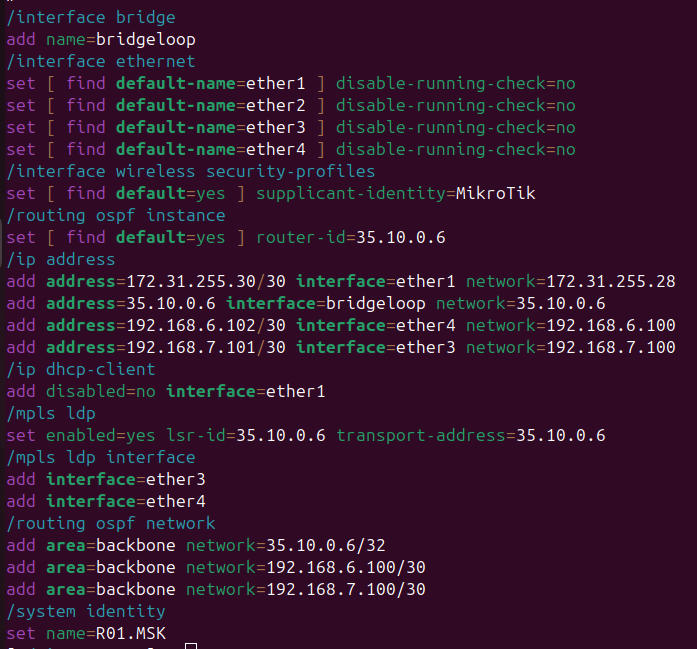 /interface bridge
add name=bridgeloop
/interface ethernet
set [ find default-name=ether1 ] disable-running-check=no
set [ find default-name=ether2 ] disable-running-check=no
set [ find default-name=ether3 ] disable-running-check=no
set [ find default-name=ether4 ] disable-running-check=no
/interface wireless security-profiles
set [ find default=yes ] supplicant-identity=MikroTik
/routing ospf instance
set [ find default=yes ] router-id=35.10.0.6
/ip address
add address=172.31.255.30/30 interface=ether1 network=172.31.255.28
add address=35.10.0.6 interface=bridgeloop network=35.10.0.6
add address=192.168.6.102/30 interface=ether4 network=192.168.6.100
add address=192.168.7.101/30 interface=ether3 network=192.168.7.100
/ip dhcp-client
add disabled=no interface=ether1
/mpls ldp
set enabled=yes lsr-id=35.10.0.6 transport-address=35.10.0.6
/mpls ldp interface
add interface=ether3
add interface=ether4
/routing ospf network
add area=backbone network=35.10.0.6/32
add area=backbone network=192.168.6.100/30
add area=backbone network=192.168.7.100/30
/system identity
set name=R01.MSK